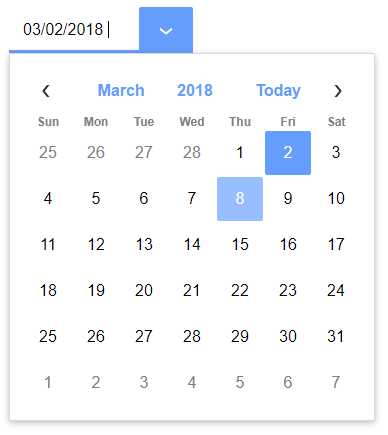 03/02/2018
March 2018 Today
Sun Mon Tue Wed Thu Fri Sat
25 26 27 28 1 2 3
4 5 6 7 8 9 10
11 12 13 14 15 16 17
18 19 20 21 22 23 24
25 26 27 28 29 30 31
1 2 3 4 5 6 7